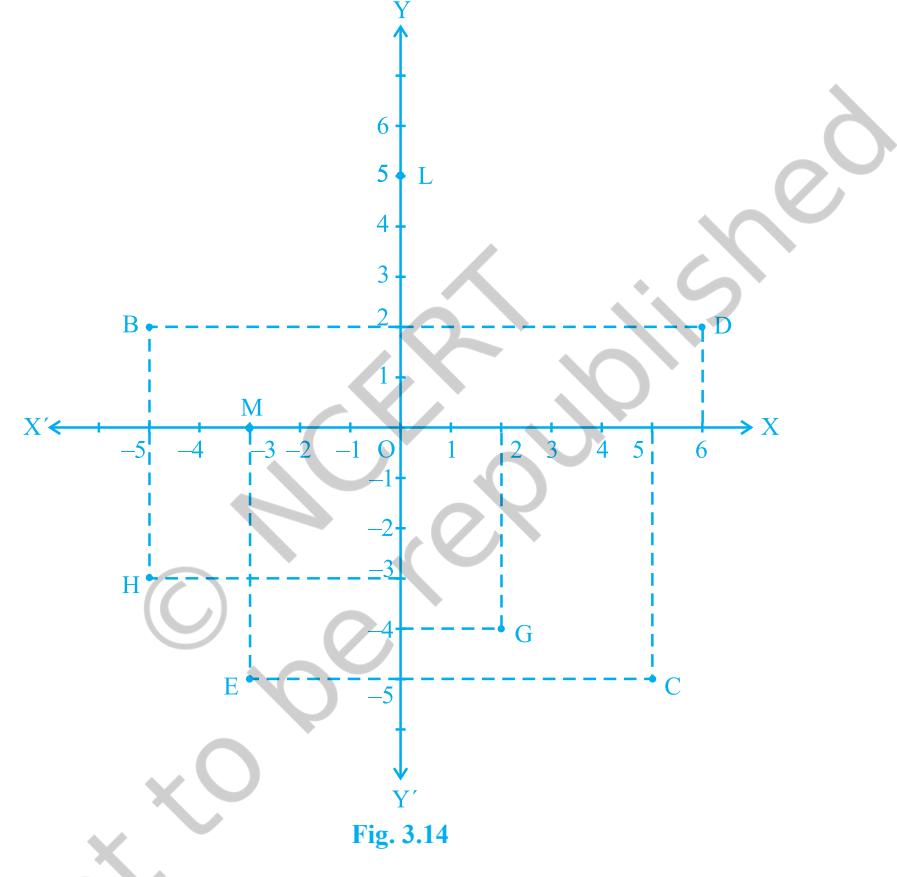 Y
6
5 L
4
3
B 2 D
1
M
X′ X
–5 –4 –3 –2 –1 O 1 2 3 4 5 6
–1
–2
–3
H
–4 G
E C
–5
Y′
Fig. 3.14
© NCERT
t to be republished